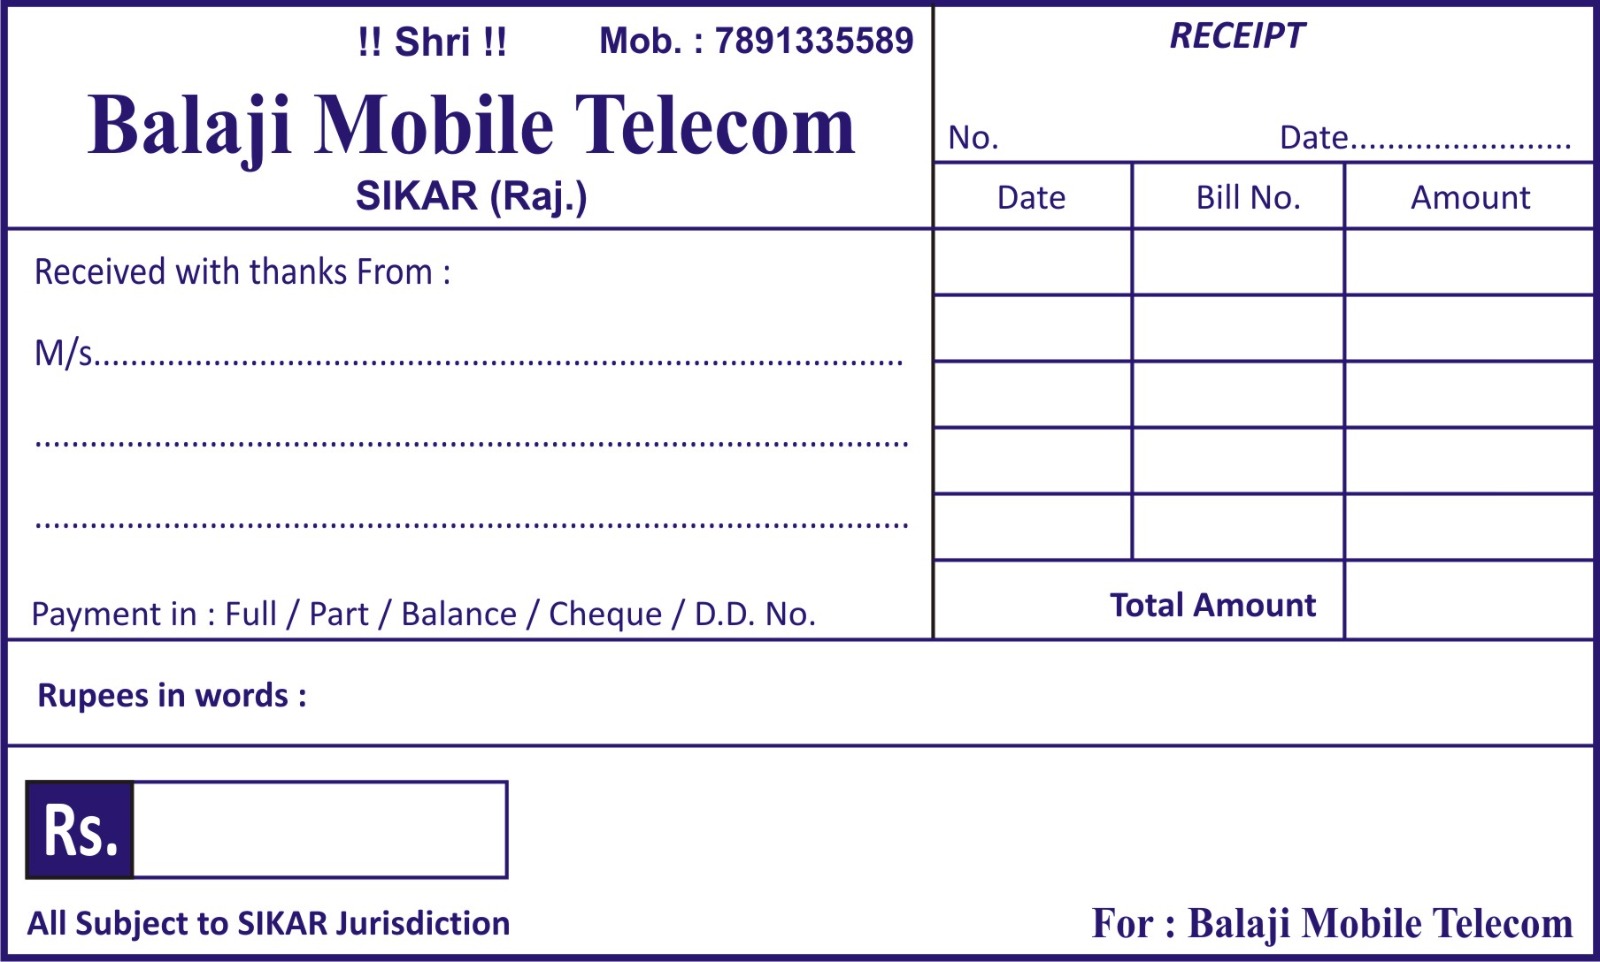 !! Shri !! Mob. : 7891335589
Balaji Mobile Telecom
SIKAR (Raj.)
RECEIPT
No. Date........................
Date Bill No. Amount
Total Amount
Received with thanks From :
M/s........................................................................................
...............................................................................................
...............................................................................................
Payment in : Full / Part / Balance / Cheque / D.D. No.
Rupees in words :
Rs.
All Subject to SIKAR Jurisdiction
For : Balaji Mobile Telecom